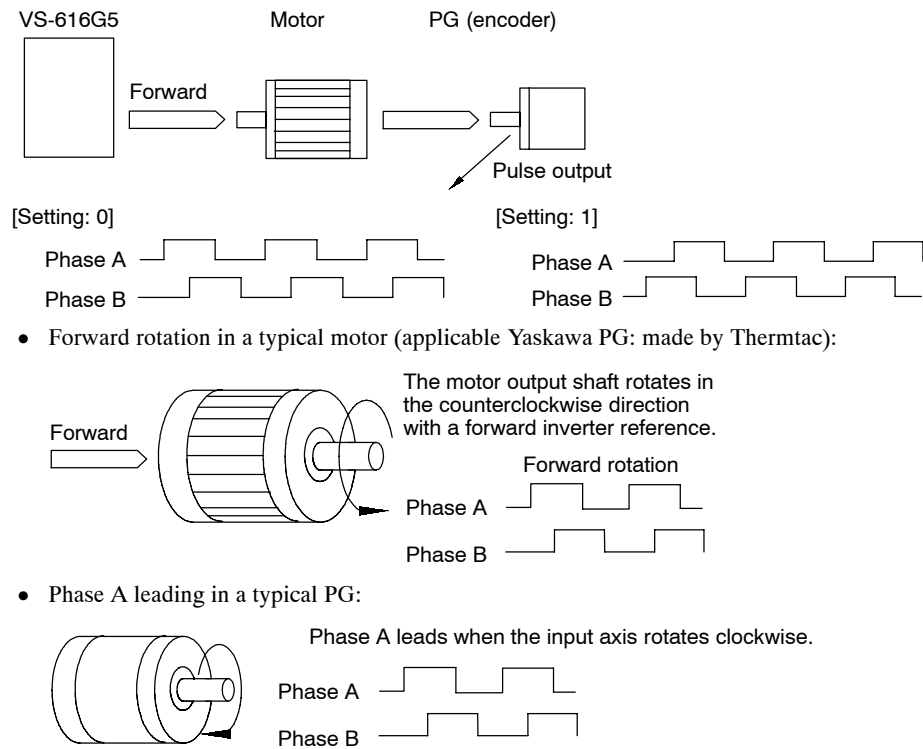 VS-616G5
Motor
PG (encoder)
Forward
Pulse output
[Setting: 0]
[Setting: 1]
Phase A
Phase B
Phase A
Phase B
• Forward rotation in a typical motor (applicable Yaskawa PG: made by Thermtac):
Forward
The motor output shaft rotates in
the counterclockwise direction
with a forward inverter reference.
Forward rotation
Phase A
Phase B
• Phase A leading in a typical PG:
Phase A leads when the input axis rotates clockwise.
Phase A
Phase B